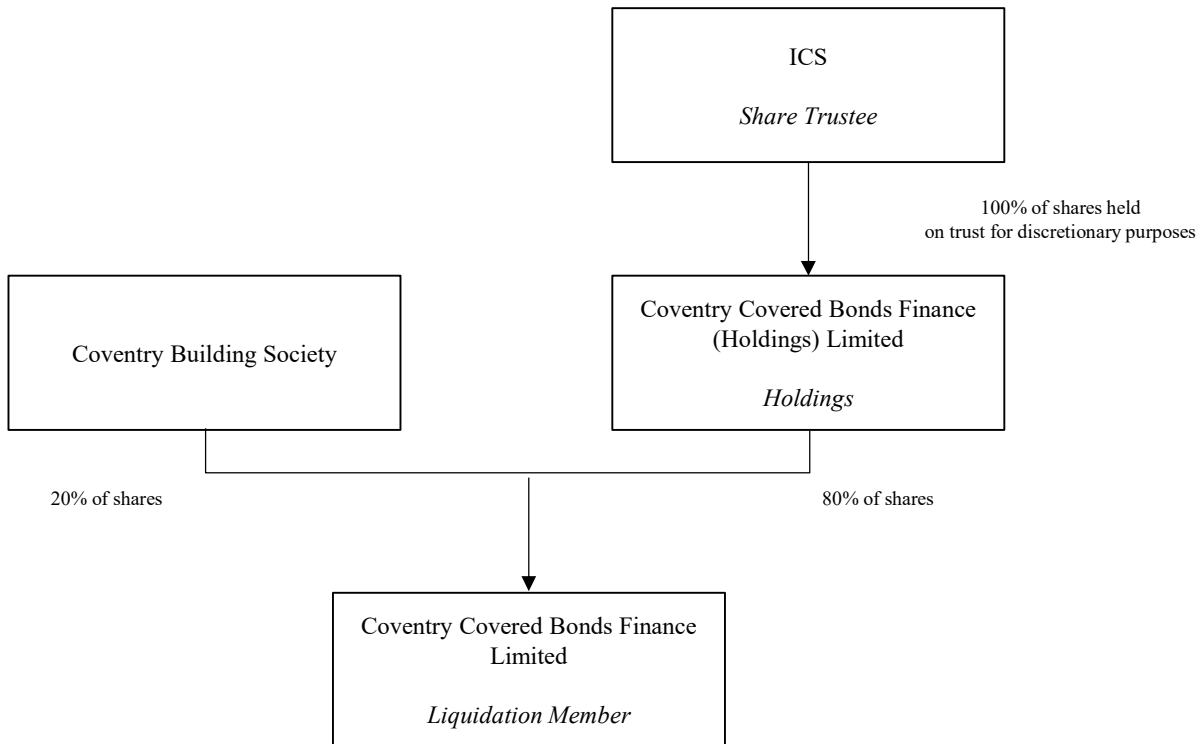 ICS
Share Trustee
100% of shares held
on trust for discretionary purposes
Coventry Building Society
Coventry Covered Bonds Finance
(Holdings) Limited
Holdings
20% of shares
80% of shares
Coventry Covered Bonds Finance
Limited
Liquidation Member